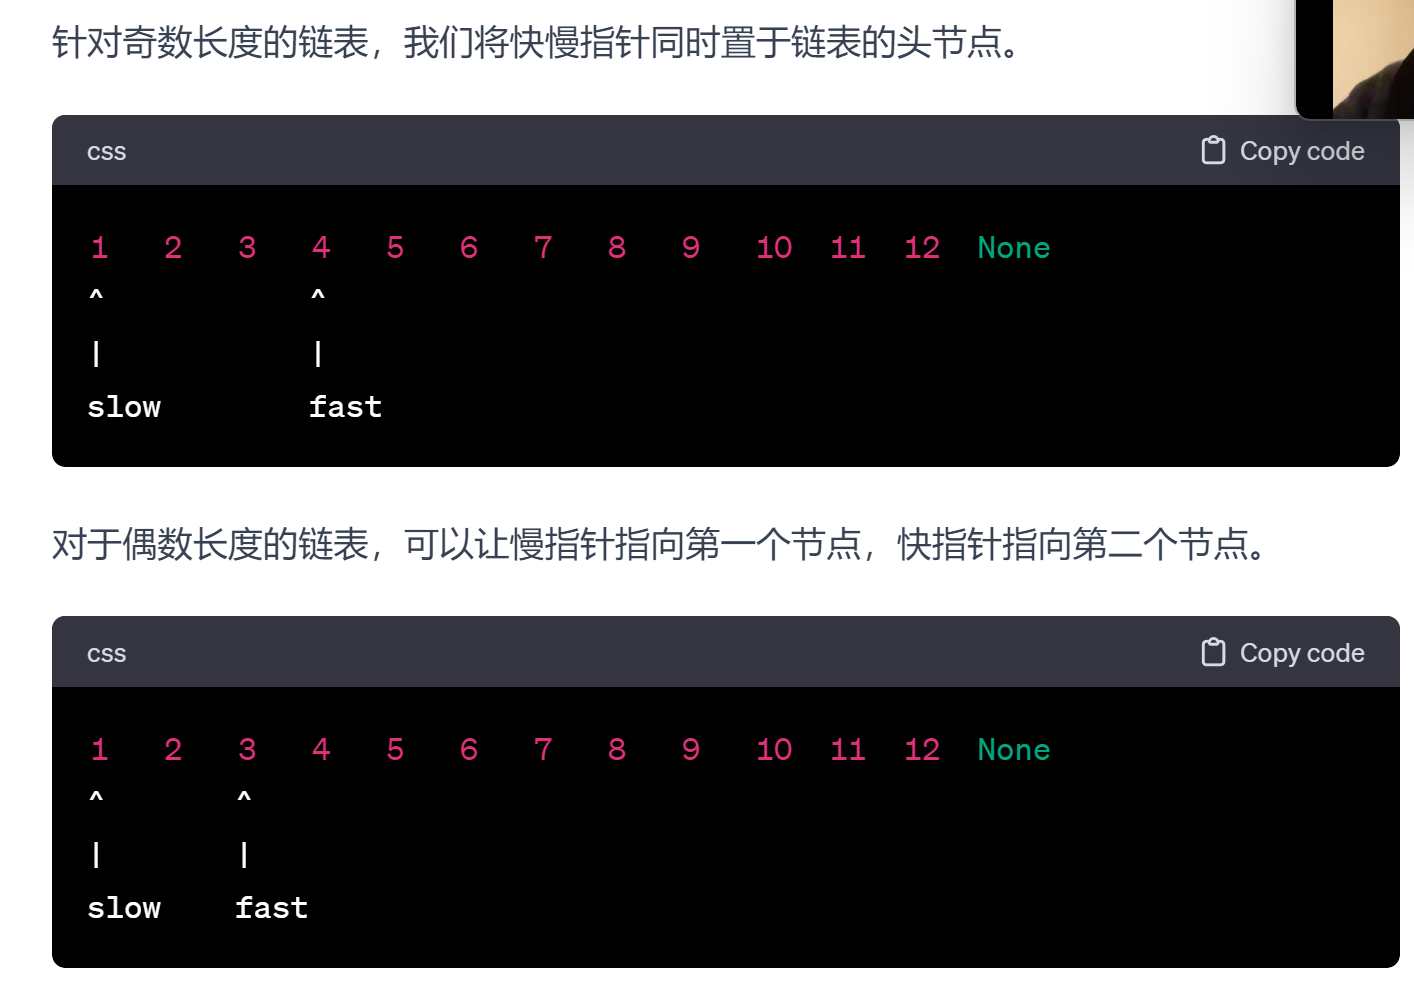 针对奇数长度的链表，我们将快慢指针同时置于链表的头节点。
css Copy code
1 2 3 4 5 6 7 8 9 10 11 12 None
^ ^
| |
slow fast
对于偶数长度的链表，可以让慢指针指向第一个节点，快指针指向第二个节点。
css Copy code
1 2 3 4 5 6 7 8 9 10 11 12 None
^ ^
| |
slow fast